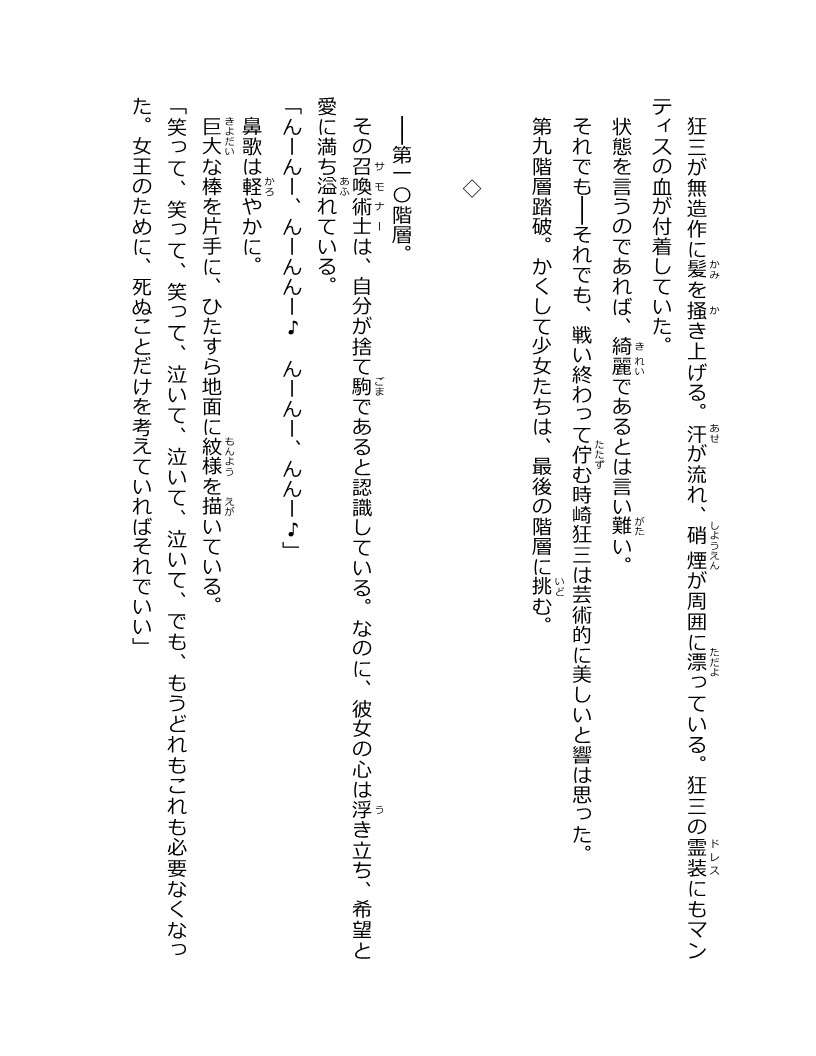 狂三が無造作に髪を掻き上げる。汗が流れ、硝煙が周囲に漂っている。狂三の霊装にもマン
ティスの血が付着していた。
状態を言うのであれば、綺麗であるとは言い難い。
それでも――それでも、戦い終わって佇む時崎狂三は芸術的に美しいと響は思った。
第九階層踏破。かくして少女たちは、最後の階層に挑む。
◇
――第一〇階層。
その召喚術士は、自分が捨て駒であると認識している。なのに、彼女の心は浮き立ち、希望と
愛に満ち溢れている。
「んーんー、んーんんー♪　んーんー、んんー♪」
鼻歌は軽やかに。
巨大な棒を片手に、ひたすら地面に紋様を描いている。
「笑って、笑って、笑って、泣いて、泣いて、泣いて、でも、もうどれもこれも必要なくなっ
た。女王のために、死ぬことだけを考えていればそれでいい」